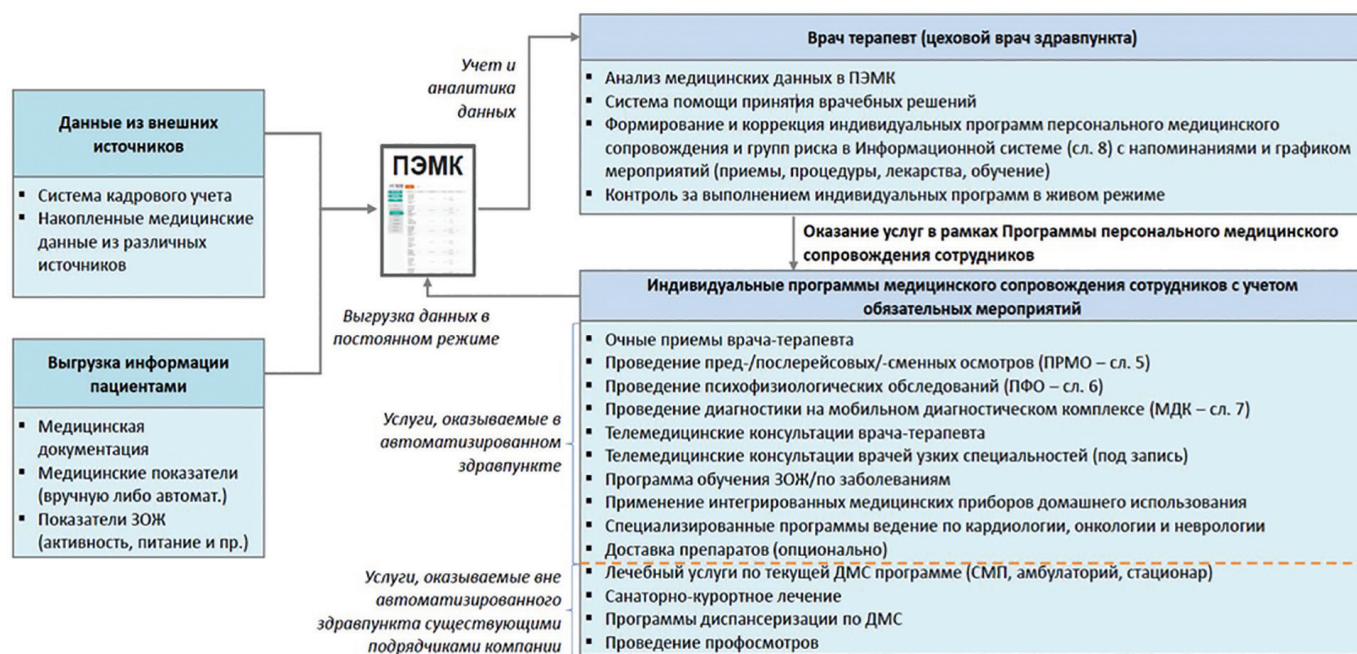 Данные из внешних
источников
▪ Система кадрового учета
▪ Накопленные медицинские
данные из различных
источников
Выгрузка информации
пациентами
▪ Медицинская
документация
▪ Медицинские показатели
(вручную либо автомат.)
▪ Показатели ЗОЖ
(активность, питание и пр.)
Учет и
аналитика
данных
ПЭМК
Выгрузка данных в
постоянном режиме
Врач терапевт (цеховой врач здравпункта)
▪ Анализ медицинских данных в ПЭМК
▪ Система помощи принятия врачебных решений
▪ Формирование и коррекция индивидуальных программ персонального медицинского
сопровождения и групп риска в Информационной системе (сл. 8) с напоминаниями и графиком
мероприятий (приемы, процедуры, лекарства, обучение)
▪ Контроль за выполнением индивидуальных программ в живом режиме
Оказание услуг в рамках Программы персонального медицинского
сопровождения сотрудников
Индивидуальные программы медицинского сопровождения сотрудников с учетом
обязательных мероприятий
Услуги, оказываемые в
автоматизированном
здравпункте
▪ Очные приемы врача-терапевта
▪ Проведение пред-/послерейсовых/-сменных осмотров (ПРМО – сл. 5)
▪ Проведение психофизиологических обследований (ПФО – сл. 6)
▪ Проведение диагностики на мобильном диагностическом комплексе (МДК – сл. 7)
▪ Телемедицинские консультации врача-терапевта
▪ Телемедицинские консультации врачей узких специальностей (под запись)
▪ Программа обучения ЗОЖ/по заболеваниям
▪ Применение интегрированных медицинских приборов домашнего использования
▪ Специализированные программы ведение по кардиологии, онкологии и неврологии
▪ Доставка препаратов (опционально)
Услуги, оказываемые вне
автоматизированного
здравпункта существующими
подрядчиками компании
▪ Лечебный услуги по текущей ДМС программе (СМП, амбулаторий, стационар)
▪ Санаторно-курортное лечение
▪ Программы диспансеризации по ДМС
▪ Проведение профосмотров